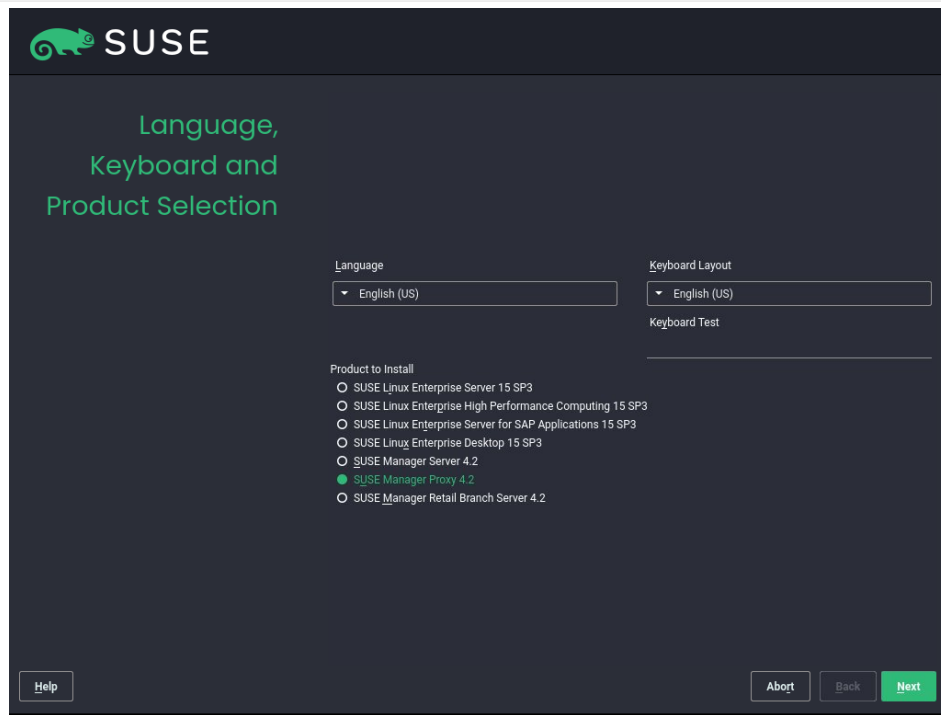 SUSE
Language,
Keyboard and
Product Selection
Language
Keyboard Layout
English (US)
English (US)
Keyboard Test
Product to Install
SUSE Linux Enterprise Server 15 SP3
SUSE Linux Enterprise High Performance Computing 15 SP3
SUSE Linux Enterprise Server for SAP Applications 15 SP3
SUSE Linux Enterprise Desktop 15 SP3
SUSE Manager Server 4.2
SUSE Manager Proxy 4.2
SUSE Manager Retail Branch Server 4.2
Help
Abort
Back
Next